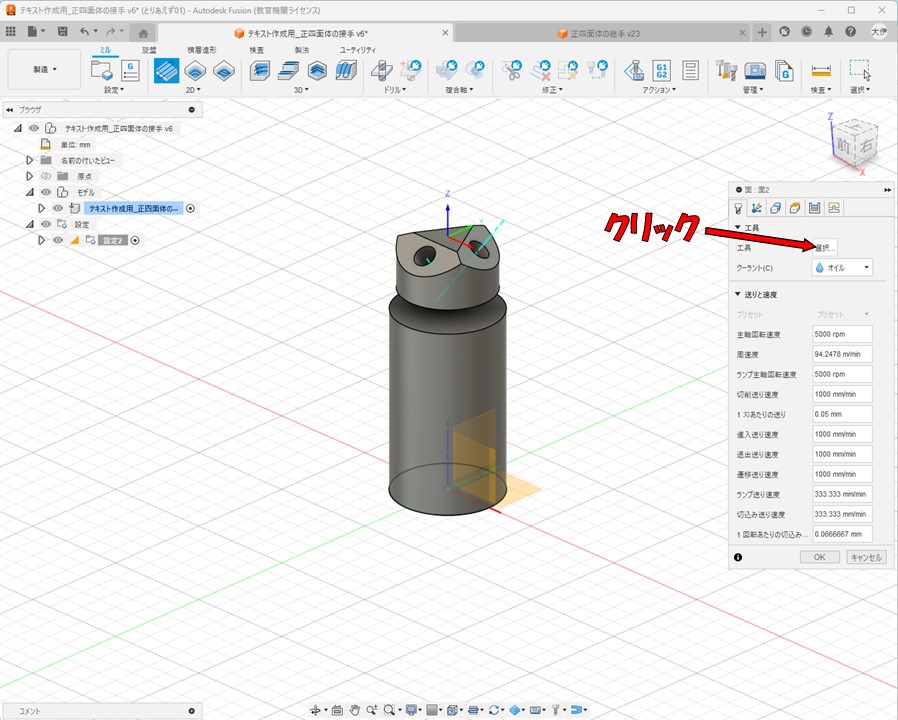 テキスト作成用_正四面体の接手 v6* (とりあえず01) - Autodesk Fusion (教育機関ライセンス)
テキスト作成用_正四面体の接手 v6*
正四面体の継手 v23
大伊
ミル
設備
積層造形
検査
製法
ユーティリティ
製造
G1
G2
設定
2D
3D
ドリル
複合軸
修正
アクション
管理
検査
選択
ブラウザ
テキスト作成用_正四面体の接手 v6
単位: mm
名前の付いたビュー
原点
モデル
テキスト作成用_正四面体の...
設定
設定2
Z
Y
Z
前
右
X
クリック
面 : 面2
工具
工具
選択...
クーラント(C)
オイル
送りと速度
プリセット
プリセット
主軸回転速度
5000 rpm
周速度
94.2478 m/min
ランプ主軸回転速度
5000 rpm
切削送り速度
1000 mm/min
1 刃あたりの送り
0.05 mm
進入送り速度
1000 mm/min
退出送り速度
1000 mm/min
遷移送り速度
1000 mm/min
ランプ送り速度
333.333 mm/min
切込み送り速度
333.333 mm/min
1 回転あたりの切込み...
0.0666667 mm
OK
キャンセル
コメント